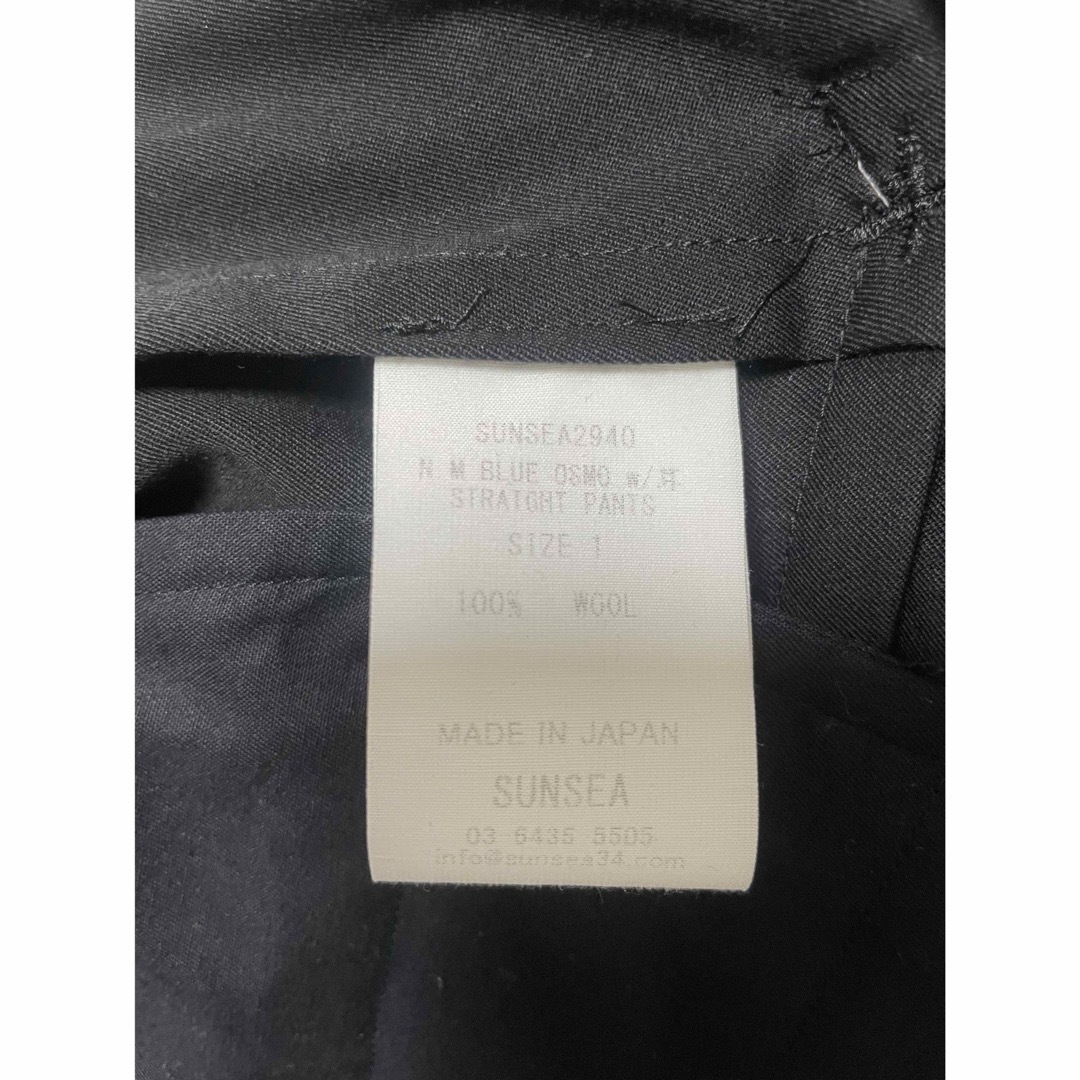 SUNSEA2940
N.M BLUE OSMO w/耳
STRAIGHT PANTS
SIZE 1
100% WOOL
MADE IN JAPAN
SUNSEA
03 6435 5505
info@sunsea34.com